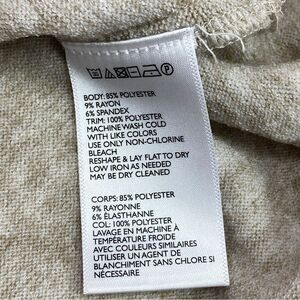 BODY: 85% POLYESTER
9% RAYON
6% SPANDEX
TRIM: 100% POLYESTER
MACHINE WASH COLD
WITH LIKE COLORS
USE ONLY NON-CHLORINE
BLEACH
RESHAPE & LAY FLAT TO DRY
LOW IRON AS NEEDED
MAY BE DRY CLEANED
CORPS: 85% POLYESTER
9% RAYONNE
6% ÉLASTHANNE
COL: 100% POLYESTER
LAVAGE EN MACHINE À
TEMPÉRATURE FROIDE
AVEC COULEURS SIMILAIRES
UTILISER UN AGENT DE
BLANCHIMENT SANS CHLORE SI
NÉCESSAIRE